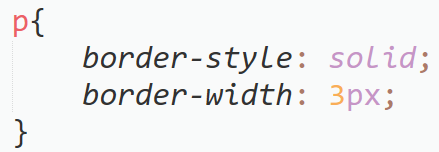 p{
    border-style: solid;
    border-width: 3px;
}